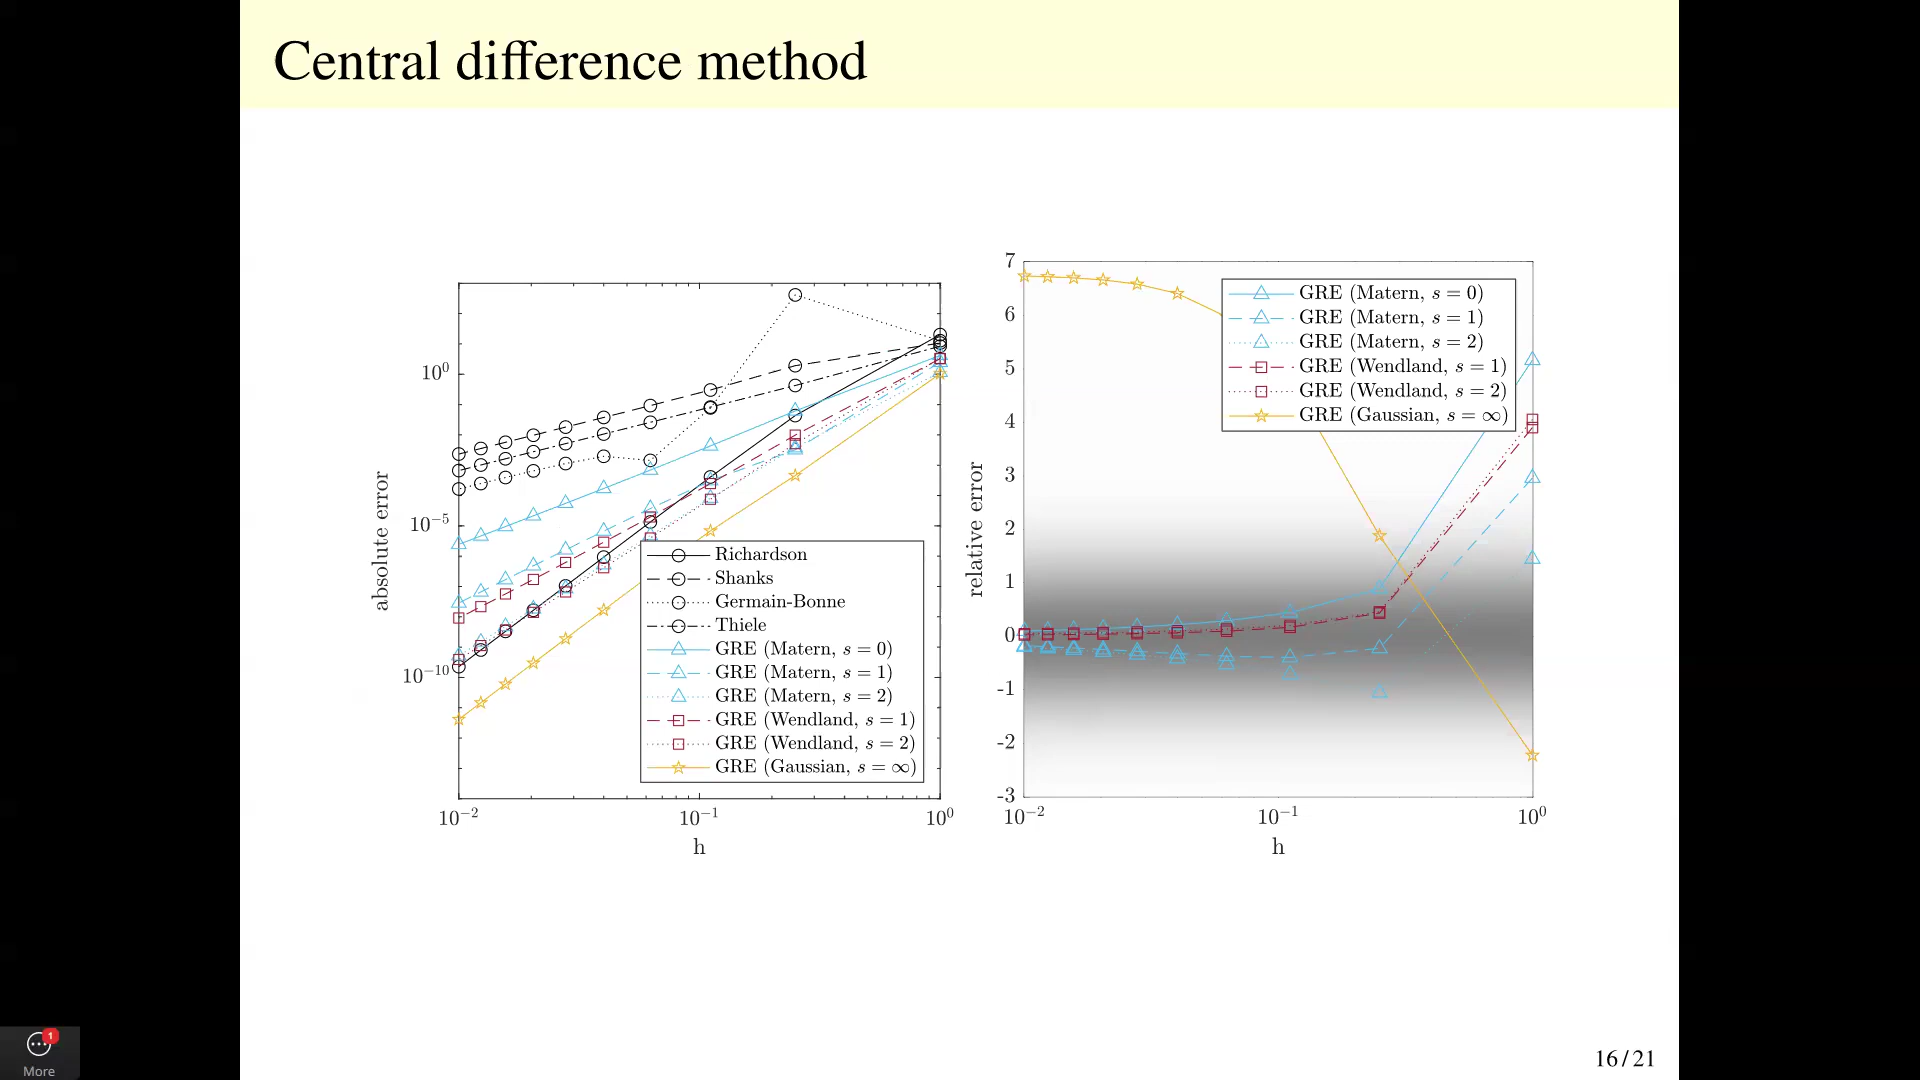 Central difference method
absolute error
10⁰
10⁻⁵
10⁻¹⁰
10⁻²
10⁻¹
10⁰
h
Richardson
Shanks
Germain-Bonne
Thiele
GRE (Matern, s = 0)
GRE (Matern, s = 1)
GRE (Matern, s = 2)
GRE (Wendland, s = 1)
GRE (Wendland, s = 2)
GRE (Gaussian, s = ∞)
relative error
7
6
5
4
3
2
1
0
-1
-2
-3
10⁻²
10⁻¹
10⁰
h
GRE (Matern, s = 0)
GRE (Matern, s = 1)
GRE (Matern, s = 2)
GRE (Wendland, s = 1)
GRE (Wendland, s = 2)
GRE (Gaussian, s = ∞)
1
More
16 / 21